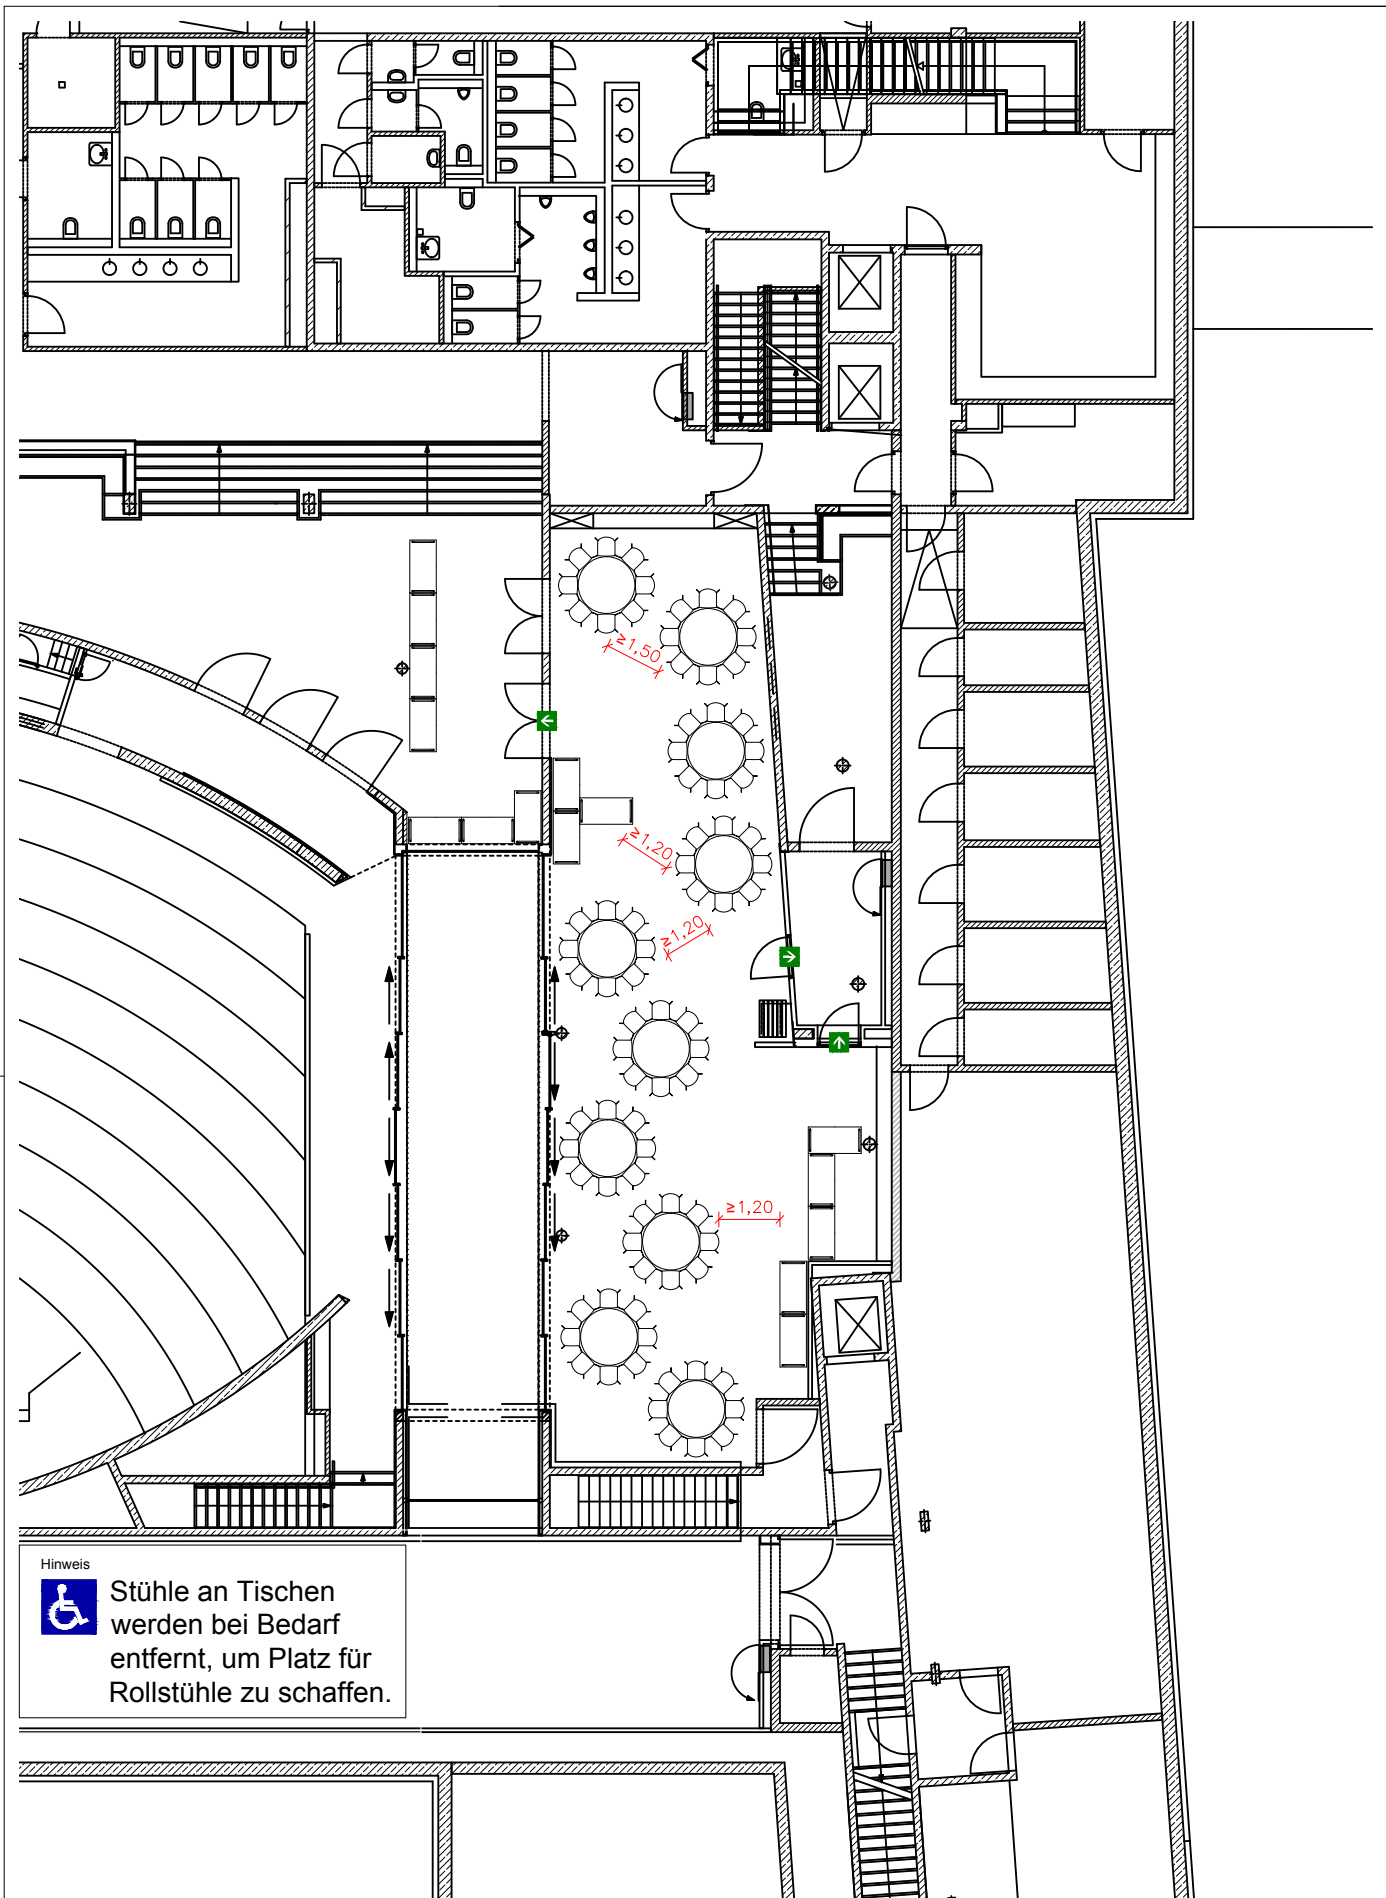 ≥1,50
≥1,20
≥1,20
≥1,20
Hinweis
Stühle an Tischen
werden bei Bedarf
entfernt, um Platz für
Rollstühle zu schaffen.